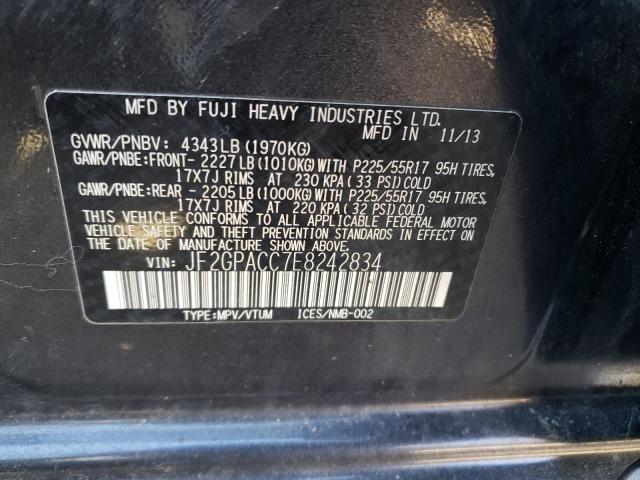 MFD BY FUJI HEAVY INDUSTRIES LTD.
MFD IN 11/13
GVWR/PNBV: 4343LB(1970KG)
GAWR/PNBE:FRONT- 2227LB(1010KG)WITH P225/55R17 95H TIRES,
17X7J RIMS AT 230 KPA(33 PSI)COLD
GAWR/PNBE:REAR - 2205LB(1000KG)WITH P225/55R17 95H TIRES,
17X7J RIMS AT 220 KPA(32 PSI)COLD
THIS VEHICLE CONFORMS TO ALL APPLICABLE FEDERAL MOTOR
VEHICLE SAFETY AND THEFT PREVENTION STANDARDS IN EFFECT ON
THE DATE OF MANUFACTURE SHOWN ABOVE.
VIN: JF2GPACC7E8242834
TYPE:MPV/VTUM ICES/NMB-002